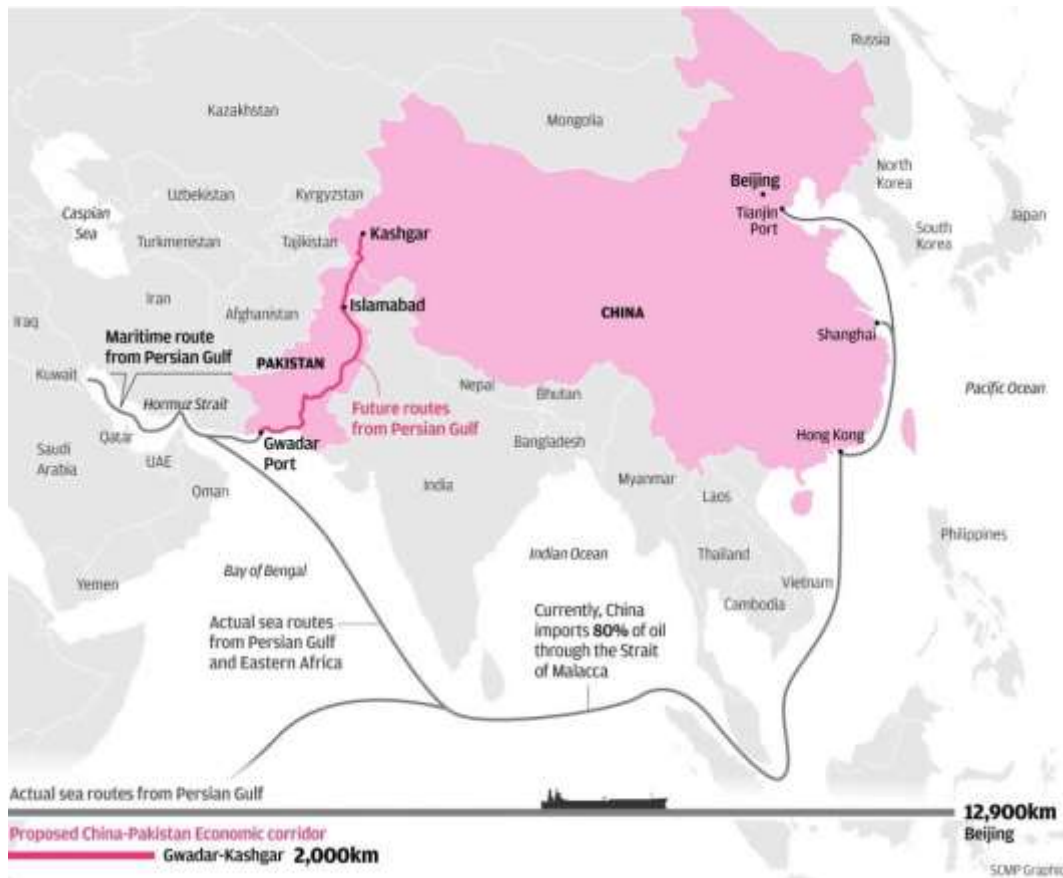 Russia
Kazakhstan
Mongolia
North
Korea
Beijing
Uzbekistan
Kyrgyzstan
Caspian
Sea
Tianjin
Port
Japan
Turkmenistan
Tajikistan
Kashgar
South
Korea
Iran
Afghanistan
Islamabad
CHINA
Iraq
Maritime route
from Persian Gulf
Shanghai
PAKISTAN
Kuwait
Nepal
Bhutan
Pacific Ocean
Hormuz Strait
Future routes
from Persian Gulf
Qatar
Gwadar
Port
Bangladesh
Hong Kong
Saudi
Arabia
UAE
India
Myanmar
Laos
Oman
Philippines
Indian Ocean
Thailand
Bay of Bengal
Yemen
Vietnam
Cambodia
Actual sea routes
from Persian Gulf
and Eastern Africa
Currently, China
imports 80% of oil
through the Strait
of Malacca
Actual sea routes from Persian Gulf
12,900km
Beijing
Proposed China-Pakistan Economic corridor
Gwadar-Kashgar 2,000km
SCMP Graphic